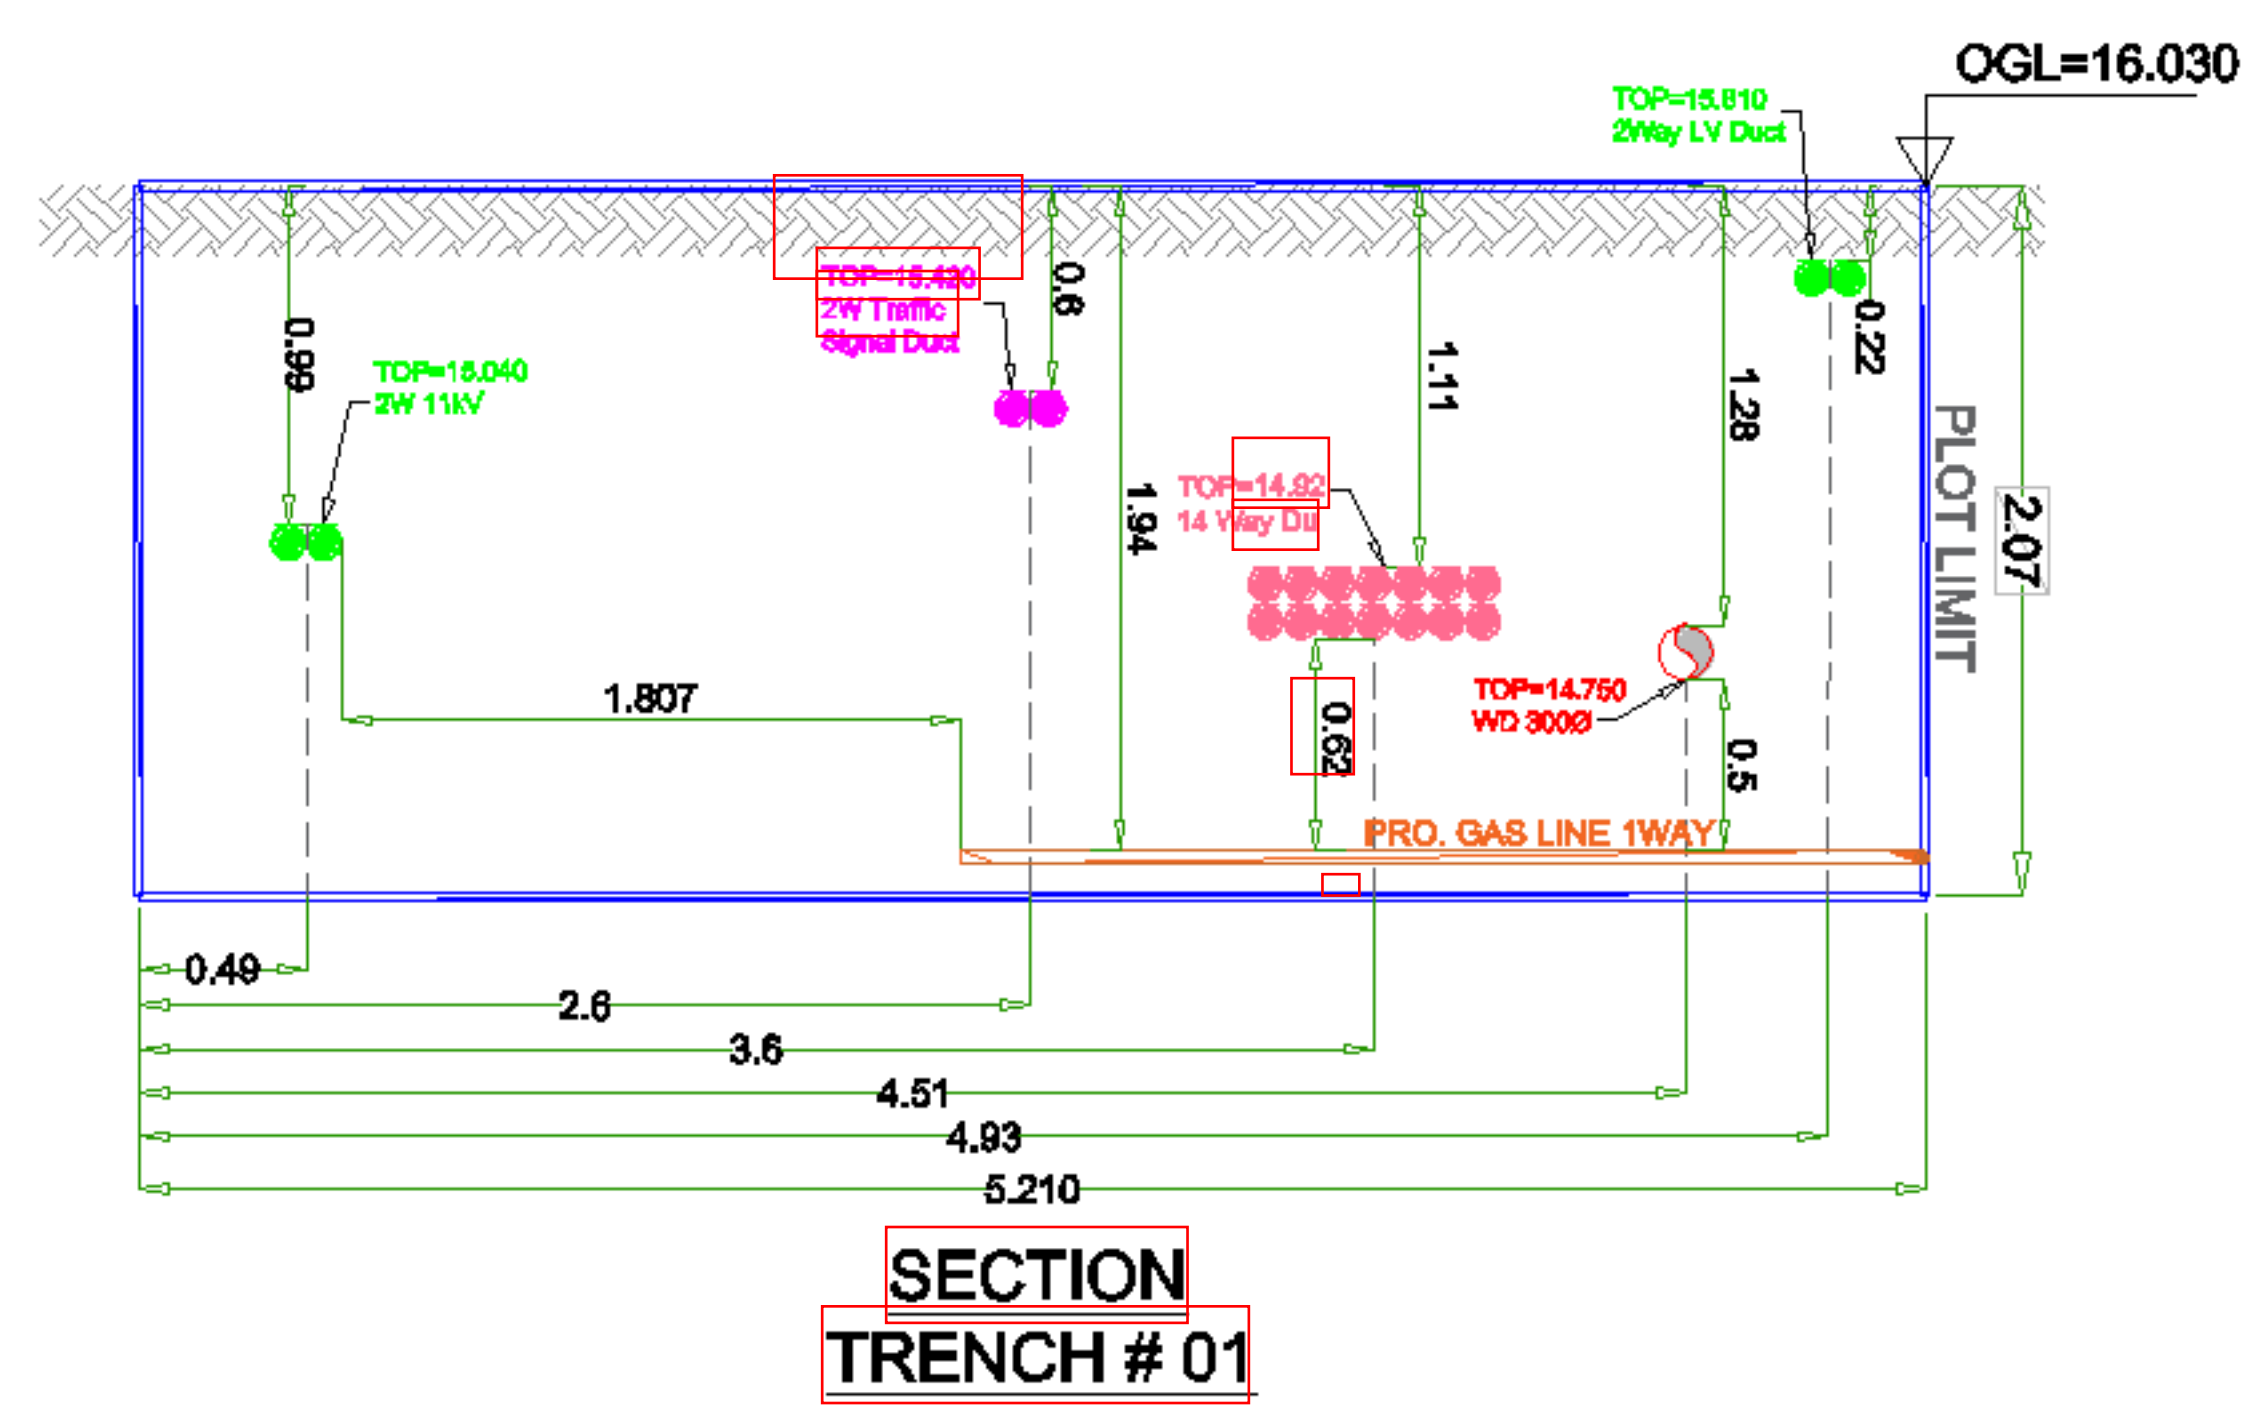 OGL=16.030
TOP=15.810
2Way LV Duct
TOP=15.420
2W Traffic
Signal Duct
0.6
0.99
TOP=15.040
2W 11kV
1.11
1.28
0.22
PLOT LIMIT
2.07
TOP=14.92
14 Way Du
1.94
1.807
0.62
TOP=14.750
WD 300Ø
0.5
PRO. GAS LINE 1WAY
0.49
2.6
3.6
4.51
4.93
5.210
SECTION
TRENCH # 01